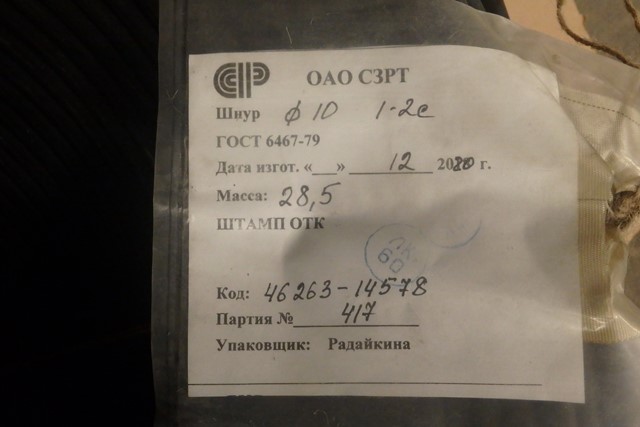 ОАО СЗРТ
Шнур ф 10 1-2с
ГОСТ 6467-79
Дата изгот. «__» ________ 12 2020 г.
Масса: 28,5
ШТАМП ОТК
Код: 46263-14578
Партия № 417
Упаковщик: Радайкина